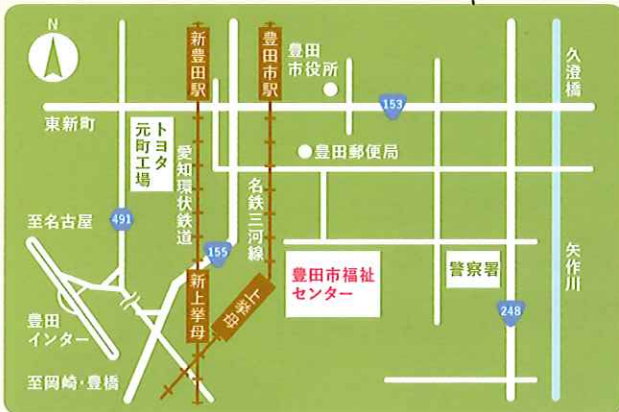 N
新豊田駅
豊田市駅
豊田
市役所
久澄橋
153
東新町
トヨタ
元町工場
愛知環状鉄道
豊田郵便局
名鉄三河線
491
至名古屋
155
豊田市福祉
センター
警察署
矢作川
新上挙母
上挙母
248
豊田
インター
至岡崎・豊橋